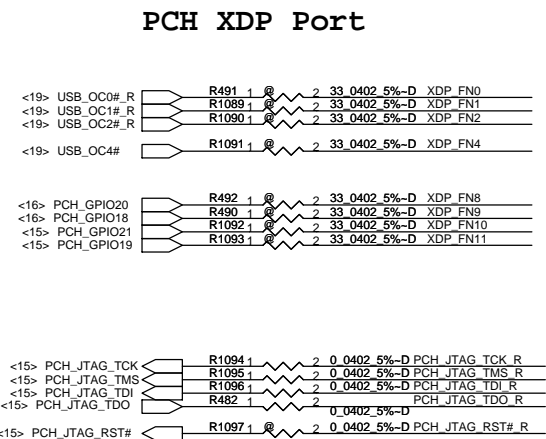 PCH XDP Port
<19> USB_OC0#_R R491 1 @ 2 33_0402_5%~D XDP_FN0
<19> USB_OC1#_R R1089 1 @ 2 33_0402_5%~D XDP_FN1
<19> USB_OC2#_R R1090 1 @ 2 33_0402_5%~D XDP_FN2
<19> USB_OC4# R1091 1 @ 2 33_0402_5%~D XDP_FN4
<16> PCH_GPIO20 R492 1 @ 2 33_0402_5%~D XDP_FN8
<16> PCH_GPIO18 R490 1 @ 2 33_0402_5%~D XDP_FN9
<15> PCH_GPIO21 R1092 1 @ 2 33_0402_5%~D XDP_FN10
<15> PCH_GPIO19 R1093 1 @ 2 33_0402_5%~D XDP_FN11
<15> PCH_JTAG_TCK R1094 1 2 0_0402_5%~D PCH_JTAG_TCK_R
<15> PCH_JTAG_TMS R1095 1 2 0_0402_5%~D PCH_JTAG_TMS_R
<15> PCH_JTAG_TDI R1096 1 2 0_0402_5%~D PCH_JTAG_TDI_R
<15> PCH_JTAG_TDO R482 1 2 PCH_JTAG_TDO_R
0_0402_5%~D
<15> PCH_JTAG_RST# R1097 1 @ 2 0_0402_5%~D PCH_JTAG_RST#_R